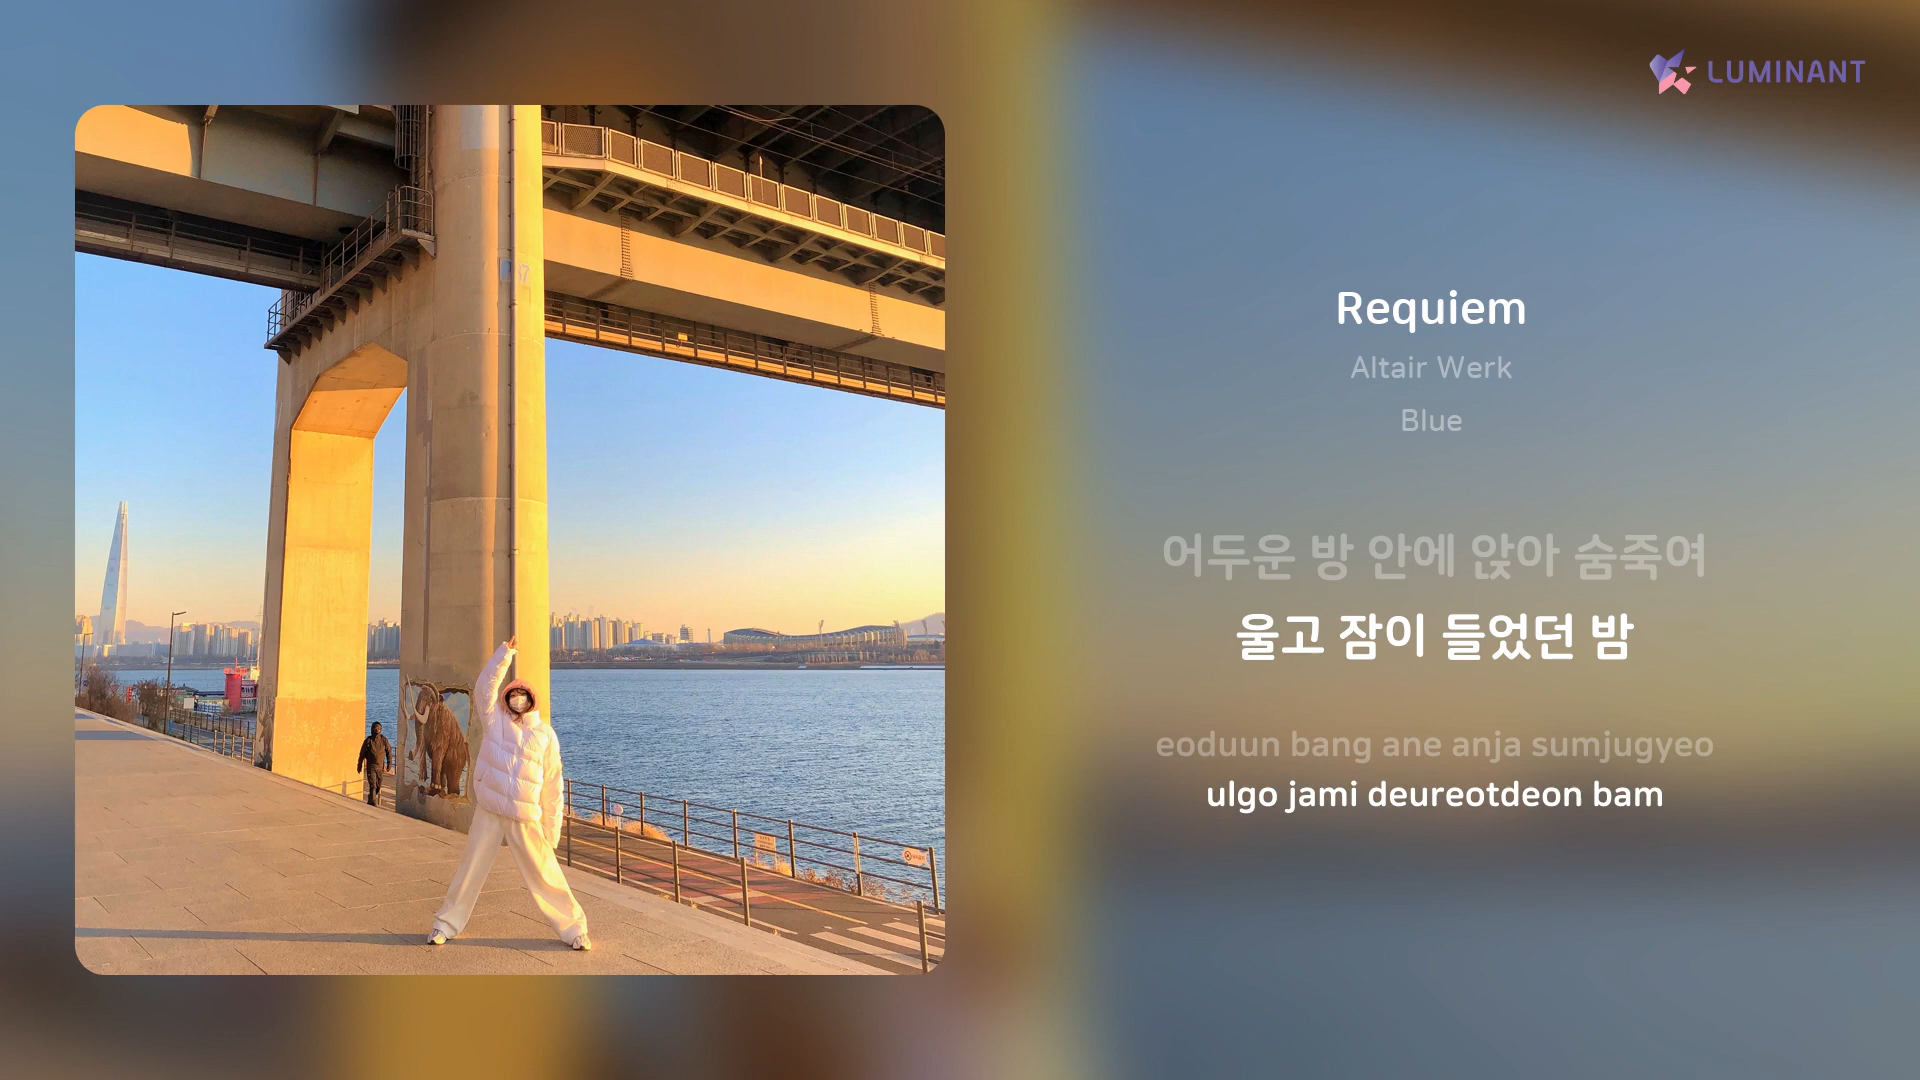 LUMINANT
Requiem
Altair Werk
Blue
어두운 방 안에 앉아 숨죽여
울고 잠이 들었던 밤
eoduun bang ane anja sumjugyeo
ulgo jami deureotdeon bam